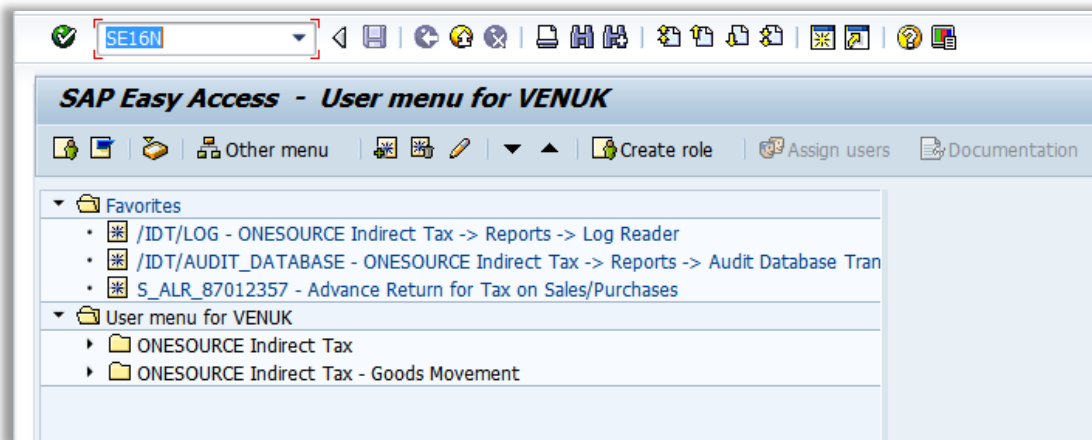 SE16N
SAP Easy Access - User menu for VENUK
Other menu Create role Assign users Documentation
Favorites
/IDT/LOG - ONESOURCE Indirect Tax -> Reports -> Log Reader
/IDT/AUDIT_DATABASE - ONESOURCE Indirect Tax -> Reports -> Audit Database Tran
S_ALR_87012357 - Advance Return for Tax on Sales/Purchases
User menu for VENUK
ONESOURCE Indirect Tax
ONESOURCE Indirect Tax - Goods Movement